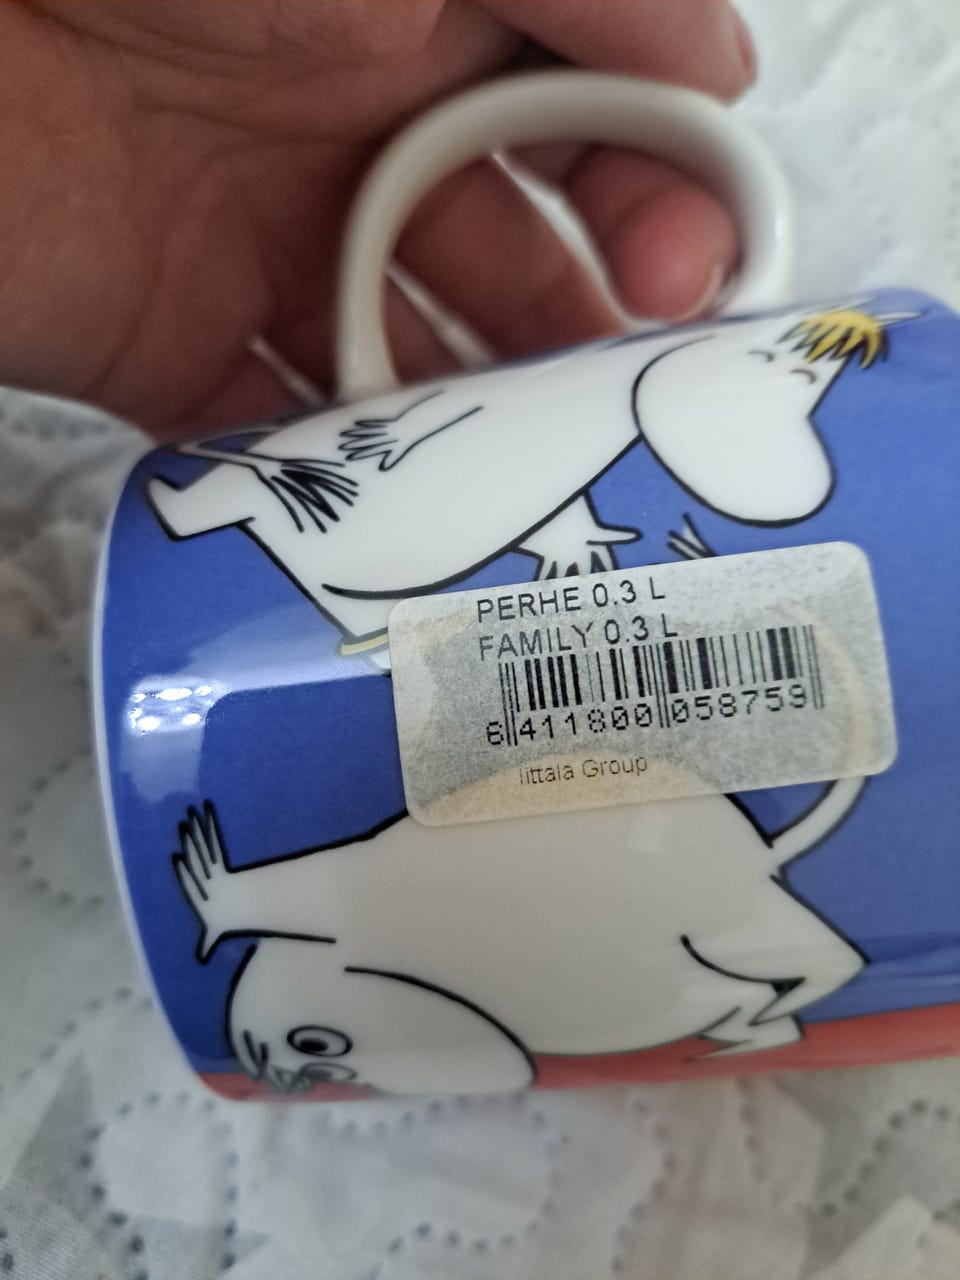 PERHE 0.3 L
FAMILY 0.3 L
6 411800 058759
Iittala Group